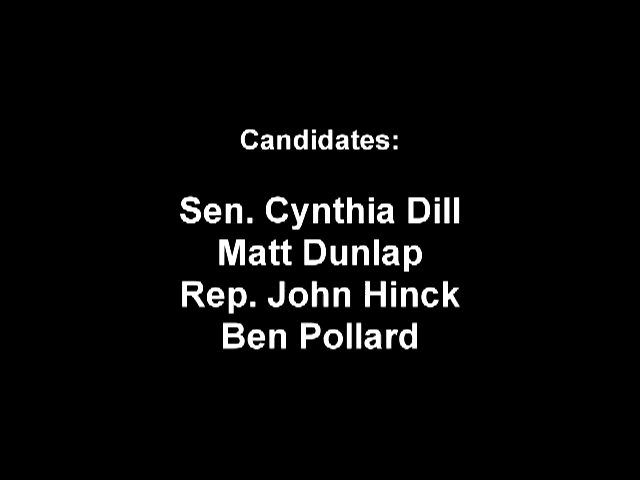 Candidates:
Sen. Cynthia Dill
Matt Dunlap
Rep. John Hinck
Ben Pollard